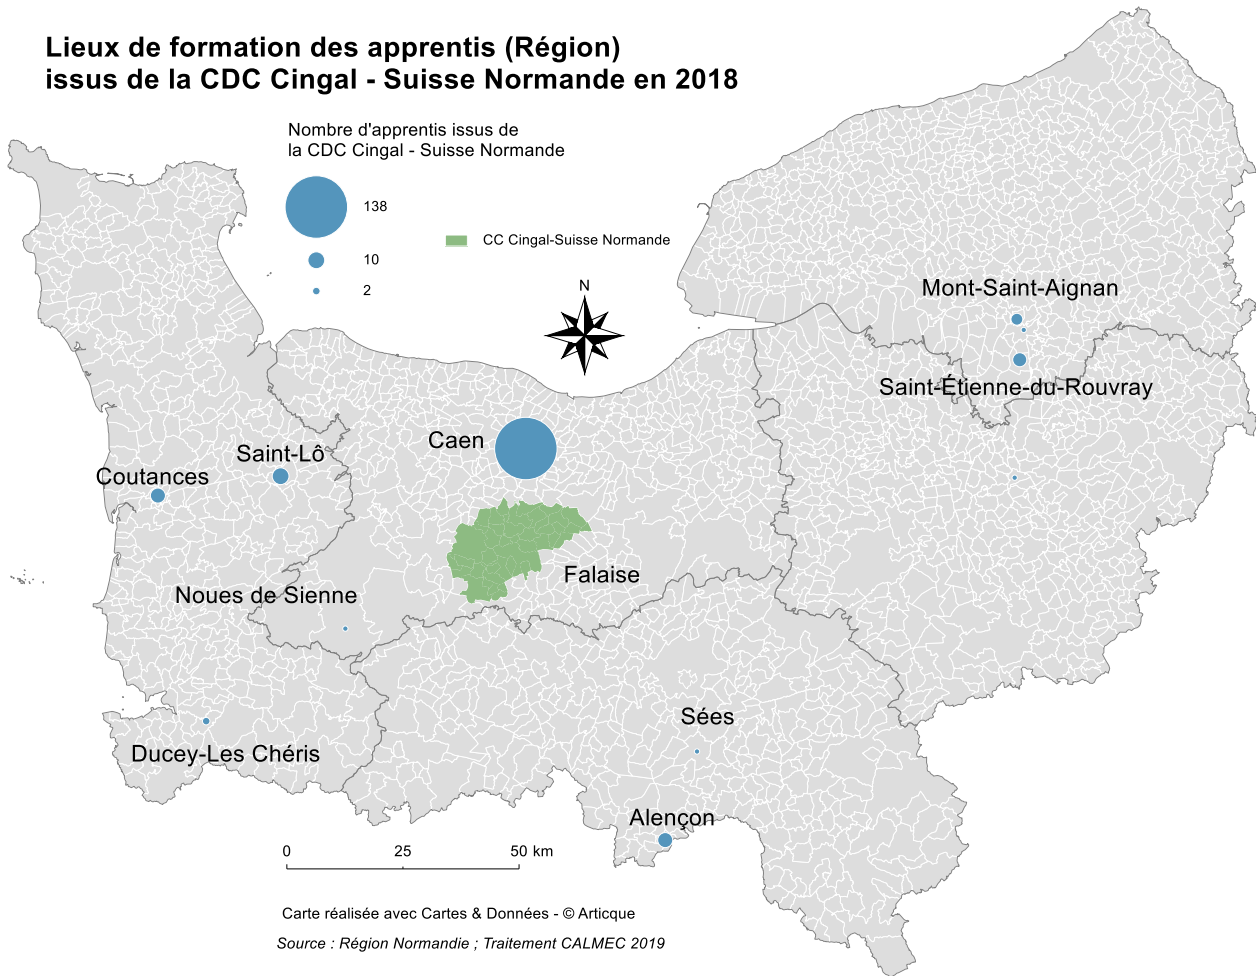 Lieux de formation des apprentis (Région)
issus de la CDC Cingal - Suisse Normande en 2018
Nombre d'apprentis issus de
la CDC Cingal - Suisse Normande
138
10
2
CC Cingal-Suisse Normande
N
Mont-Saint-Aignan
Saint-Étienne-du-Rouvray
Caen
Saint-Lô
Coutances
Falaise
Noues de Sienne
Sées
Ducey-Les Chéris
Alençon
0 25 50 km
Carte réalisée avec Cartes & Données - © Articque
Source : Région Normandie ; Traitement CALMEC 2019